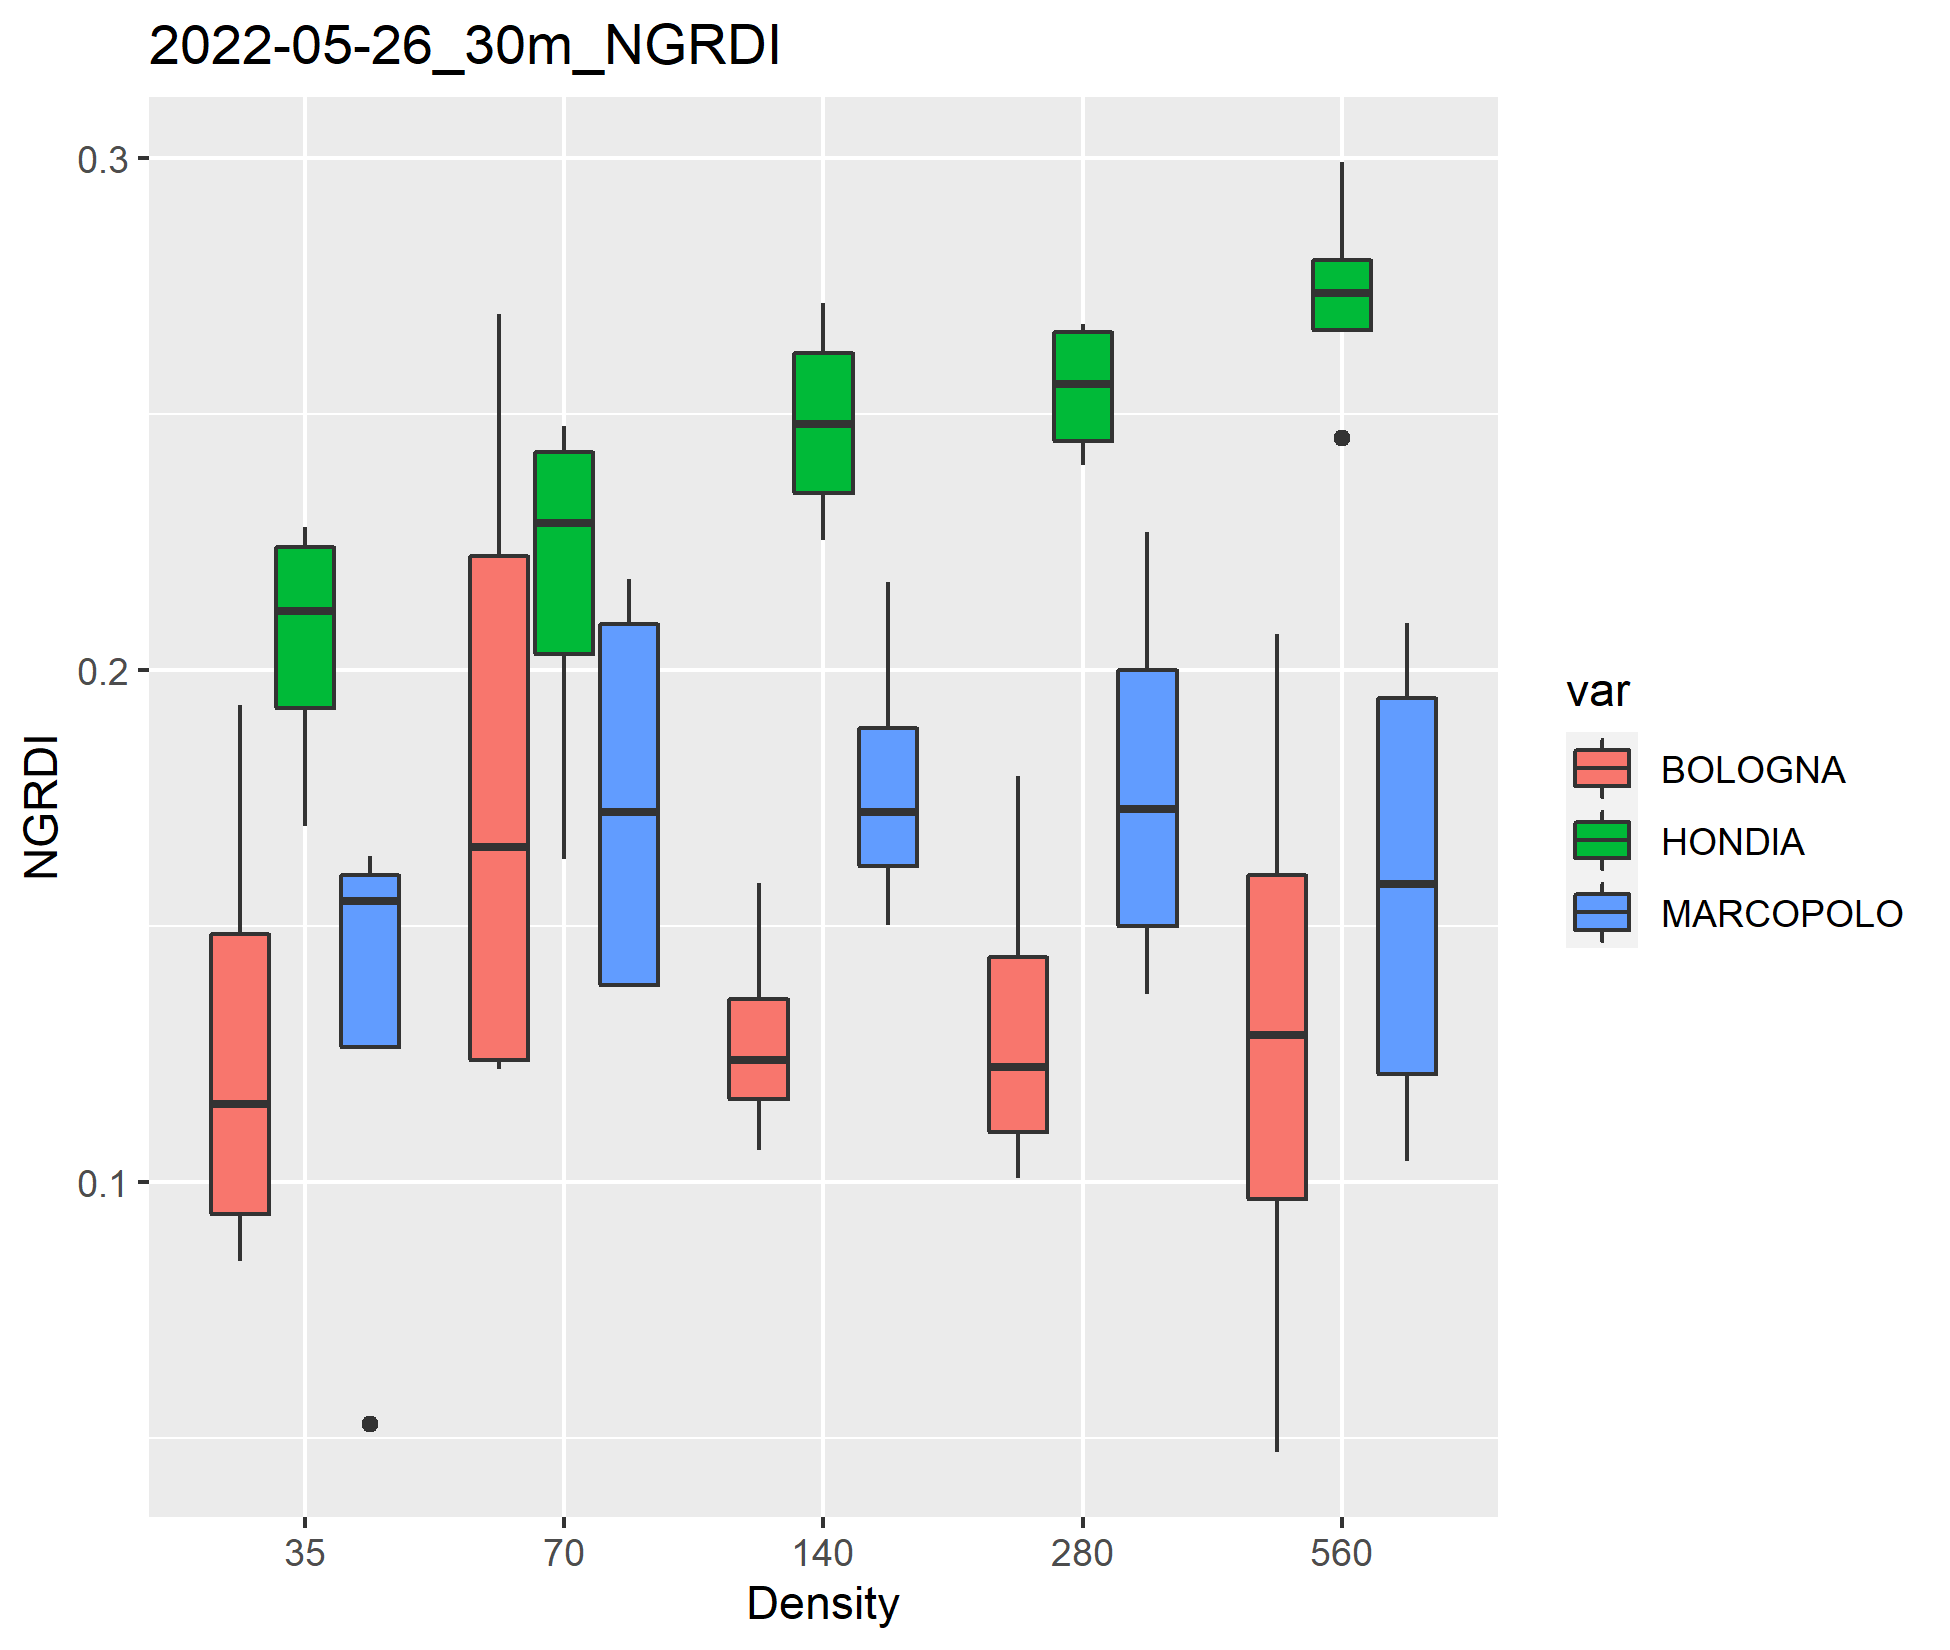 2022-05-26_30m_NGRDI
0.3
0.2
0.1
NGRDI
35 70 140 280 560
Density
var
BOLOGNA
HONDIA
MARCOPOLO